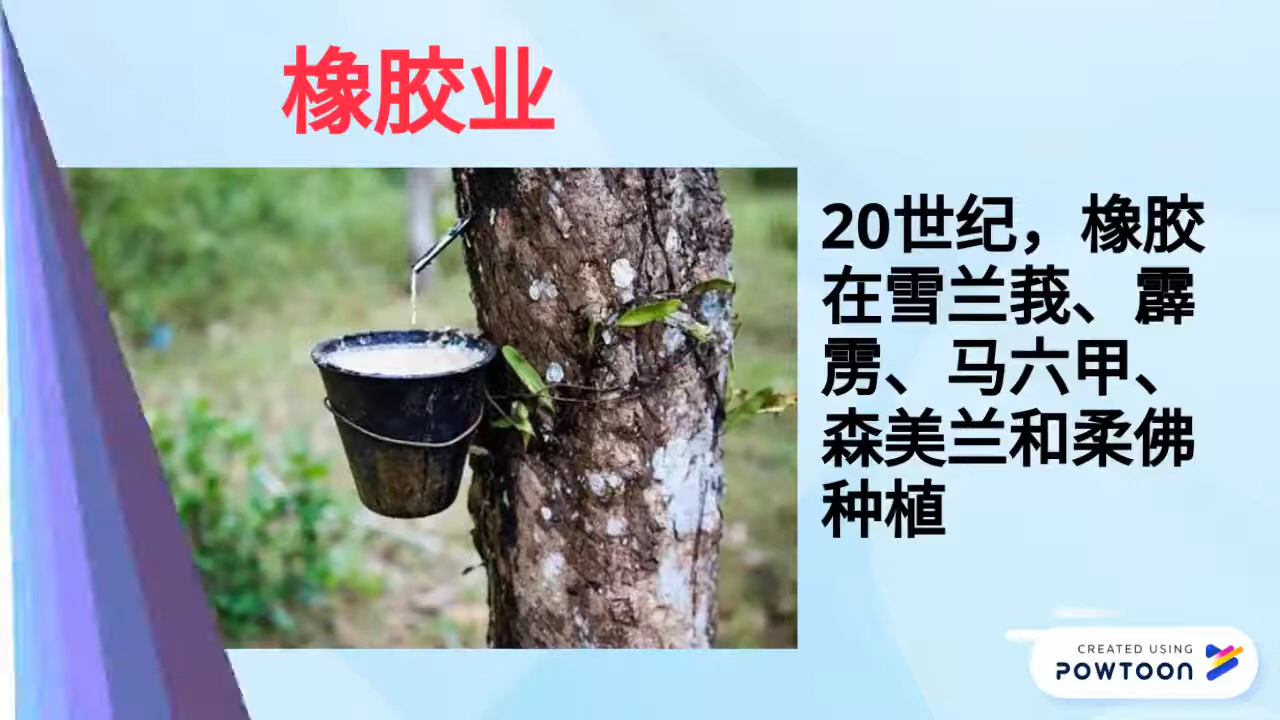 橡胶业
20世纪，橡胶
在雪兰莪、霹
雳、马六甲、
森美兰和柔佛
种植
CREATED USING
POWTOON